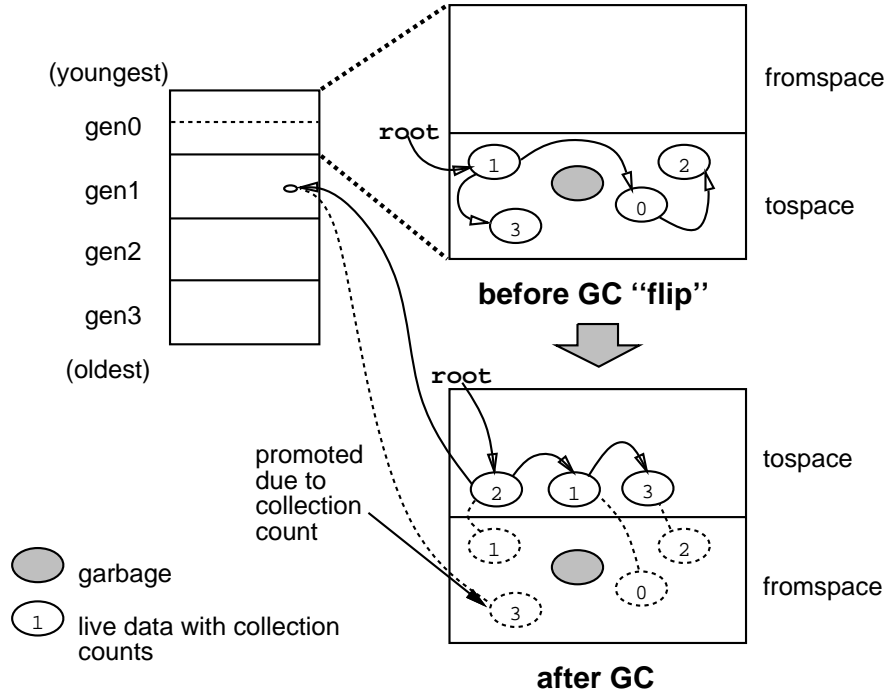 (youngest)
gen0
gen1
gen2
gen3
(oldest)
fromspace
root
1
2
0
3
tospace
before GC ‘‘flip’’
root
tospace
2
1
3
promoted
due to
collection
count
1
2
0
3
fromspace
garbage
1
live data with collection
counts
after GC